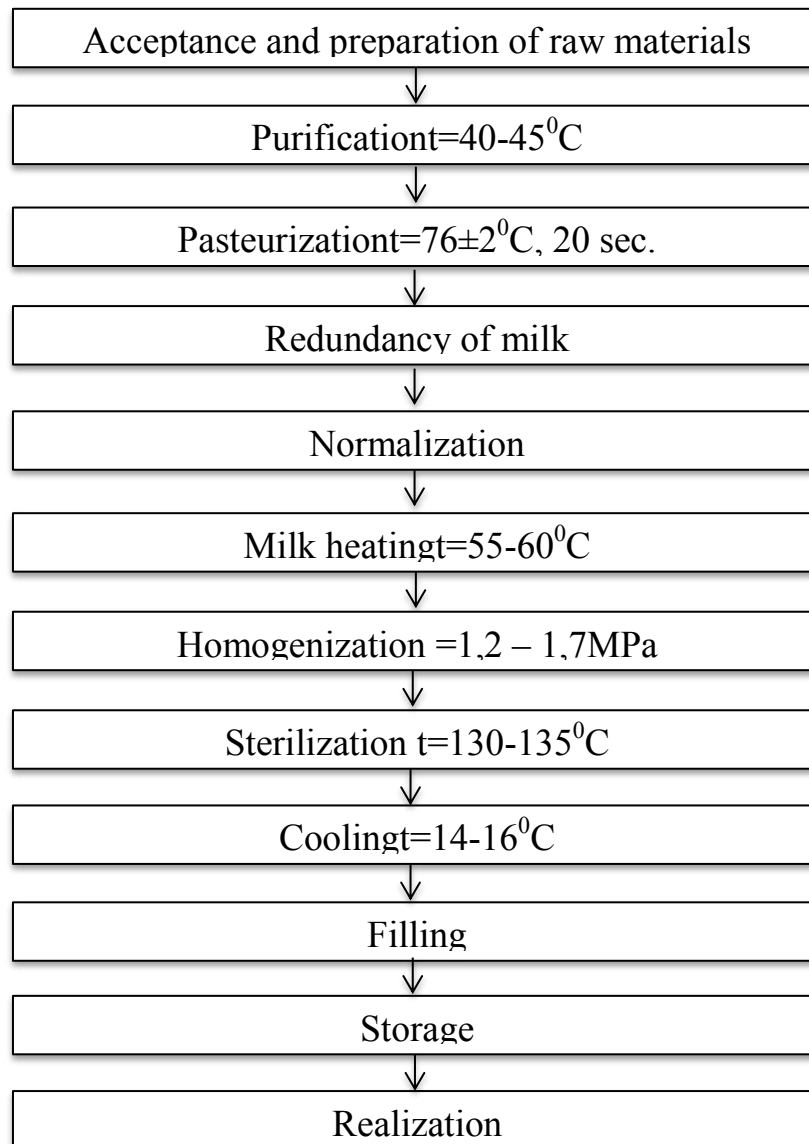 Acceptance and preparation of raw materials
Purificationt=40-45⁰C
Pasteurizationt=76±2⁰C, 20 sec.
Redundancy of milk
Normalization
Milk heatingt=55-60⁰C
Homogenization =1,2 – 1,7MPa
Sterilization t=130-135⁰C
Coolingt=14-16⁰C
Filling
Storage
Realization